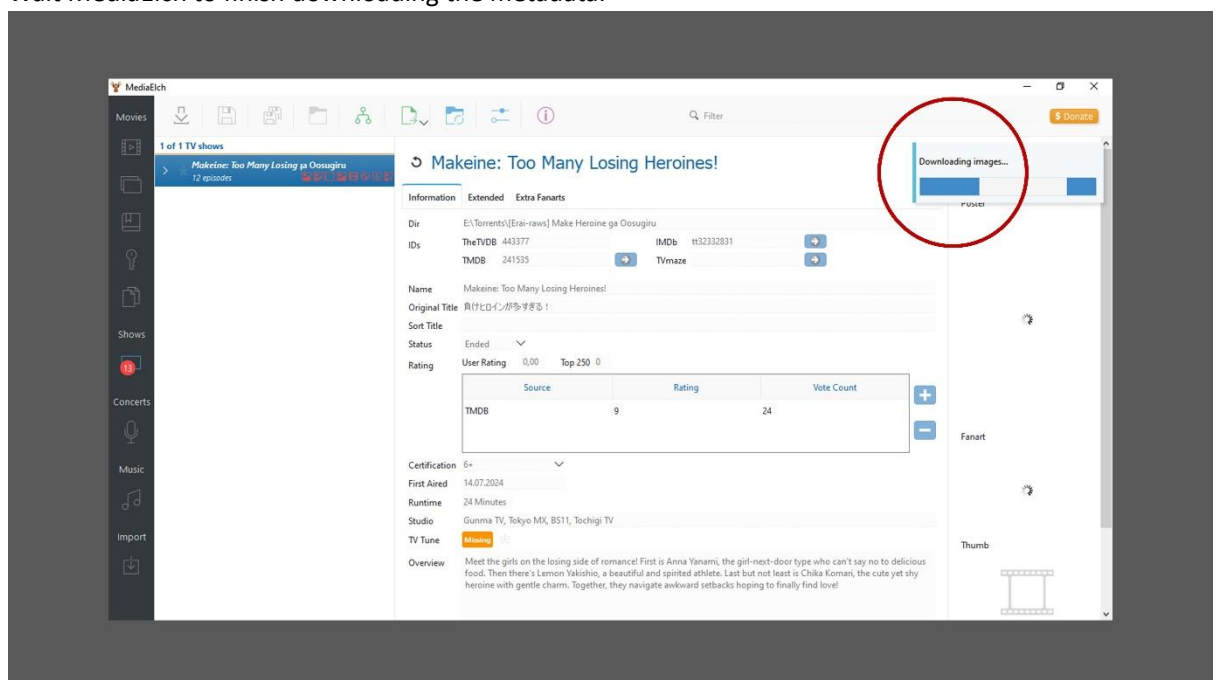 MediaElch
Movies
Filter
$ Donate
1 of 1 TV shows
Makeine: Too Many Losing ga Oosugiru
12 episodes
Makeine: Too Many Losing Heroines!
Downloading images...
Poster
Information Extended Extra Fanarts
Dir E:\Torrents\[Erai-raws] Make Heroine ga Oosugiru
IDs TheTVDB 443377 IMDb tt32332831
TMDB 241535 TVmaze
Name Makeine: Too Many Losing Heroines!
Original Title 負けヒロインが多すぎる！
Sort Title
Shows
Status Ended
Rating User Rating 0,00 Top 250 0
13
Source Rating Vote Count
TMDB 9 24
Concerts
Fanart
Certification 6+
Music
First Aired 14.07.2024
Runtime 24 Minutes
Studio Gunma TV, Tokyo MX, BS11, Tochigi TV
Import
TV Tune Missing
Thumb
Overview Meet the girls on the losing side of romance! First is Anna Yanami, the girl-next-door type who can't say no to delicious
food. Then there's Lemon Yakishio, a beautiful and spirited athlete. Last but not least is Chika Komari, the cute yet shy
heroine with gentle charm. Together, they navigate awkward setbacks hoping to finally find love!